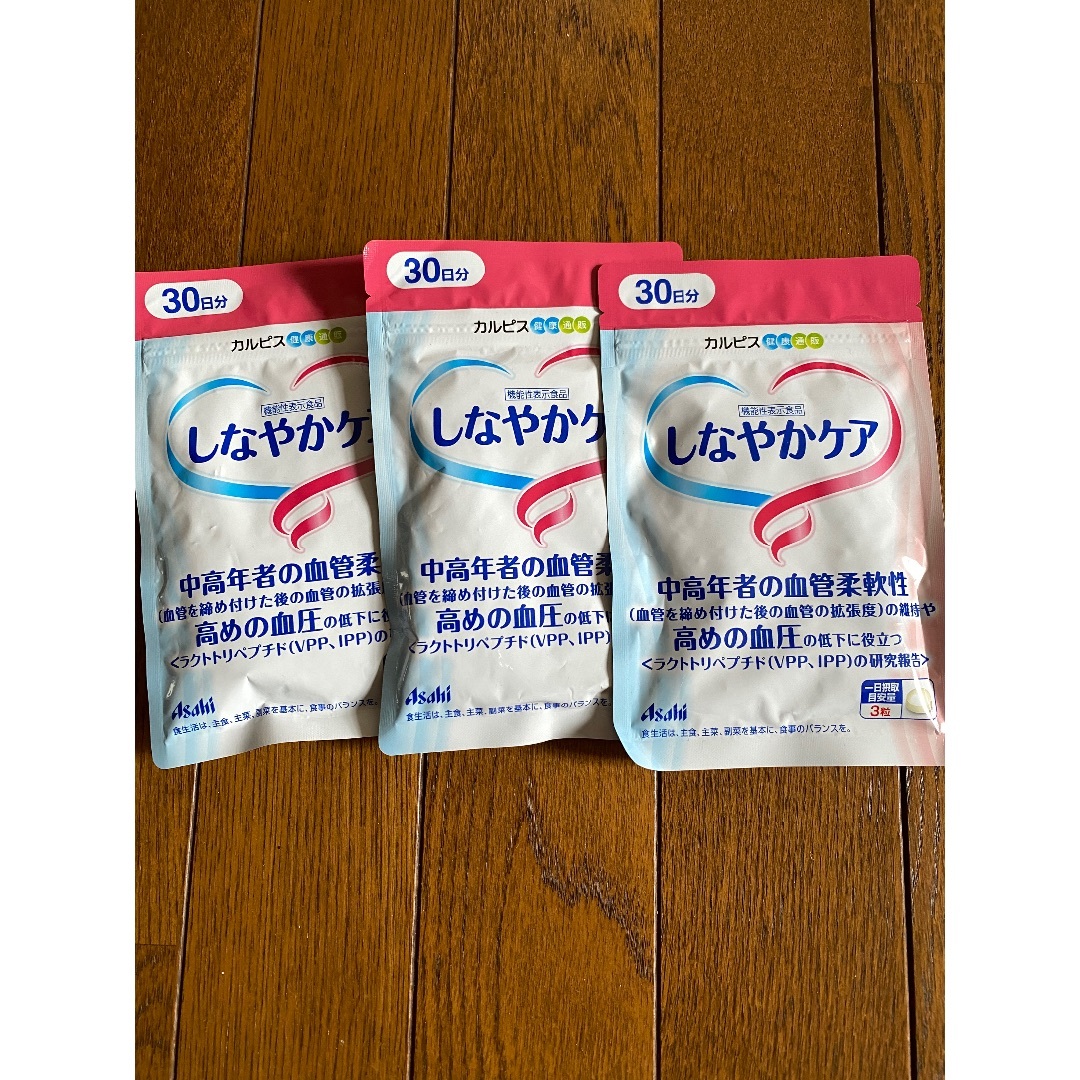 30日分
カルピス健康通販
機能性表示食品
しなやかケ
中高年者の血管柔
(血管を締め付けた後の血管の拡張
高めの血圧の低下に役
<ラクトトリペプチド(VPP、IPP)の
Asahi
食生活は、主食、主菜、副菜を基本に、食事のバランスを。
30日分
カルピス健康通販
機能性表示食品
しなやかケ
中高年者の血管柔
(血管を締め付けた後の血管の拡張
高めの血圧の低下
<ラクトトリペプチド(VPP、IPP)
Asahi
食生活は、主食、主菜、副菜を基本に、食事のバランスを。
30日分
カルピス健康通販
機能性表示食品
しなやかケア
中高年者の血管柔軟性
(血管を締め付けた後の血管の拡張度)の維持や
高めの血圧の低下に役立つ
<ラクトトリペプチド(VPP、IPP)の研究報告>
一日摂取
目安量
3粒
Asahi
食生活は、主食、主菜、副菜を基本に、食事のバランスを。